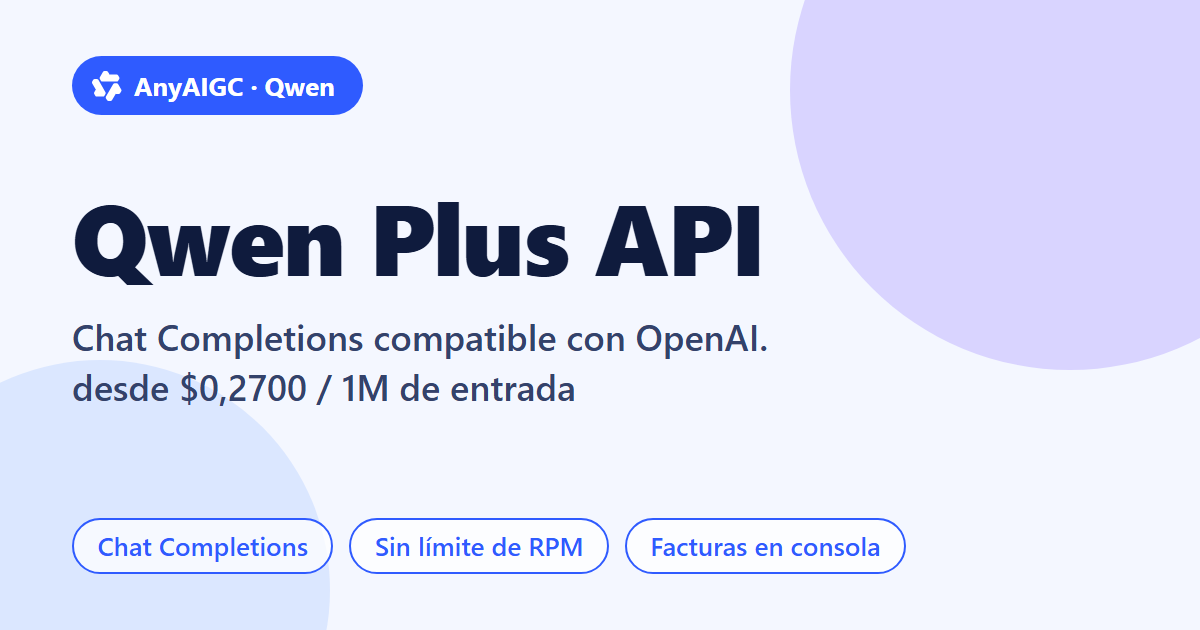 AnyAIGC · Qwen
Qwen Plus API
Chat Completions compatible con OpenAI.
desde $0,2700 / 1M de entrada
Chat Completions
Sin límite de RPM
Facturas en consola